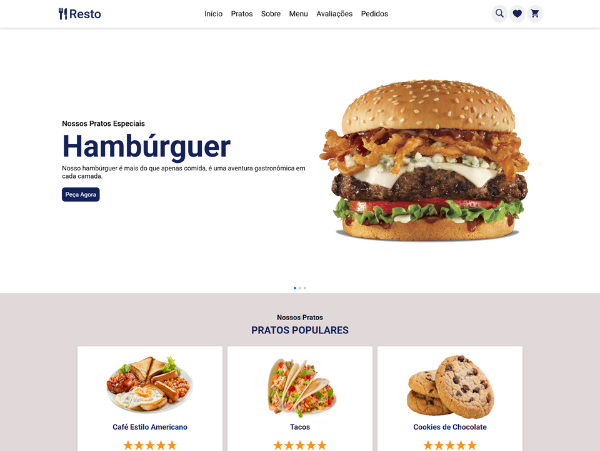 Resto
Início Pratos Sobre Menu Avaliações Pedidos
Nossos Pratos Especiais
Hambúrguer
Nosso hambúrguer é mais do que apenas comida, é uma aventura gastronômica em
cada camada.
Peça Agora
Nossos Pratos
PRATOS POPULARES
Café Estilo Americano
Tacos
Cookies de Chocolate